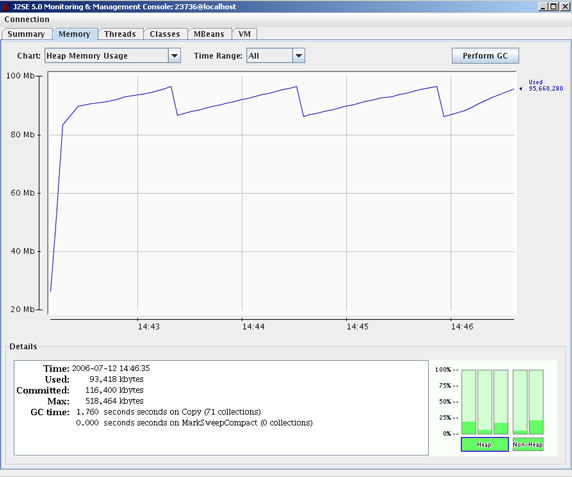 J2SE 5.0 Monitoring & Management Console: 23736@localhost
Connection
Summary Memory Threads Classes MBeans VM
Chart: Heap Memory Usage Time Range: All Perform GC
100 Mb
80 Mb
60 Mb
40 Mb
20 Mb
Used
95,660,280
14:43 14:44 14:45 14:46
Details
Time: 2006-07-12 14:46:35
Used: 93,418 kbytes
Committed: 116,400 kbytes
Max: 518,464 kbytes
GC time: 1.760 seconds seconds on Copy (71 collections)
0.000 seconds seconds on MarkSweepCompact (0 collections)
100% --
75% --
50% --
25% --
0% --
Heap Non-Heap